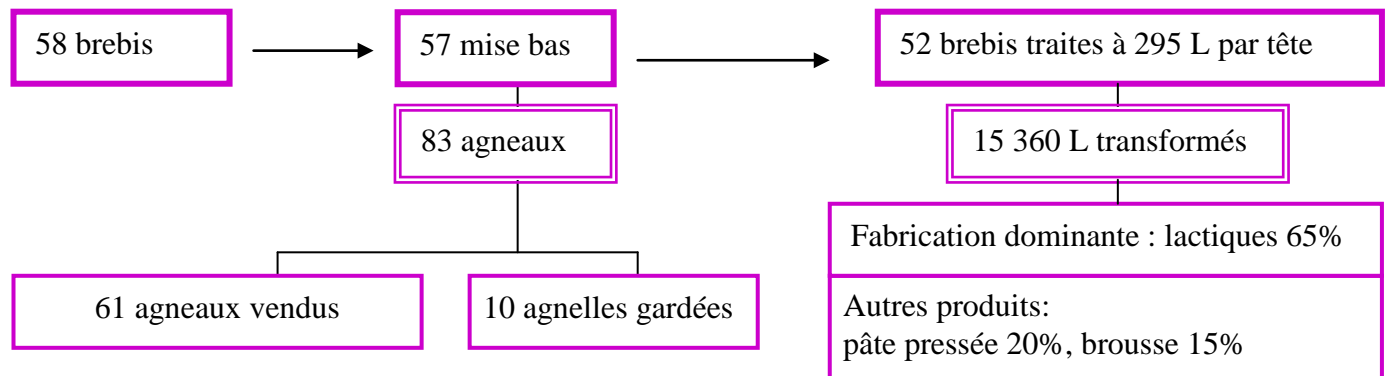 58 brebis
57 mise bas
52 brebis traites à 295 L par tête
83 agneaux
15 360 L transformés
61 agneaux vendus
10 agnelles gardées
Fabrication dominante : lactiques 65%
Autres produits:
pâte pressée 20%, brousse 15%